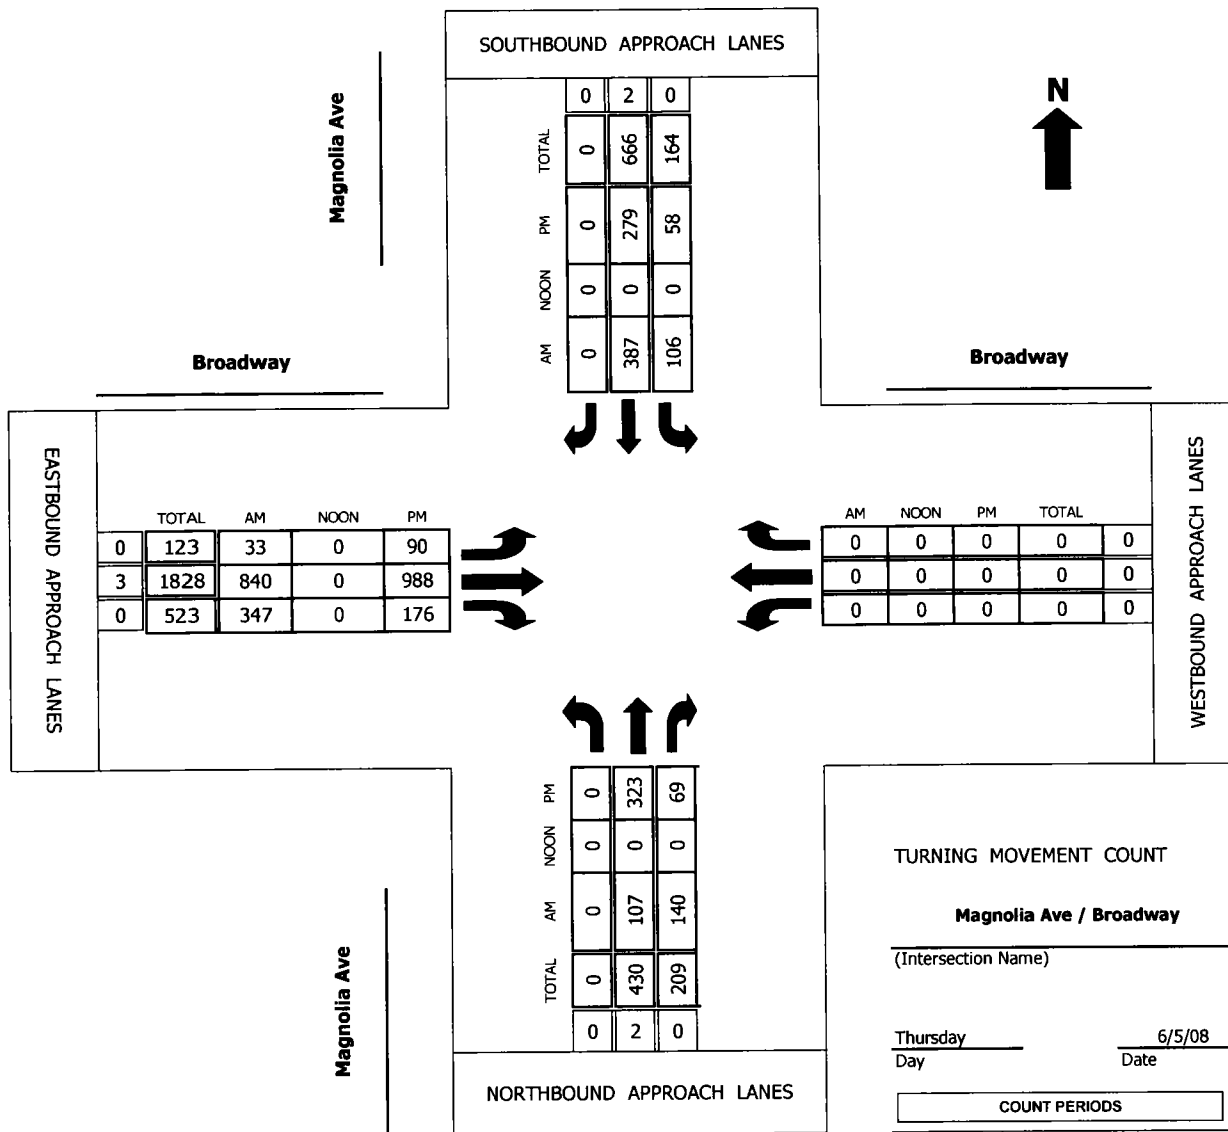 SOUTHBOUND APPROACH LANES
0 2 0
TOTAL 0 666 164
PM 0 279 58
NOON 0 0 0
AM 0 387 106
Magnolia Ave
N
Broadway
Broadway
EASTBOUND APPROACH LANES
TOTAL AM NOON PM
0 123 33 0 90
3 1828 840 0 988
0 523 347 0 176
AM NOON PM TOTAL
0 0 0 0 0
0 0 0 0 0
0 0 0 0 0
WESTBOUND APPROACH LANES
PM 0 323 69
NOON 0 0 0
AM 0 107 140
TOTAL 0 430 209
0 2 0
NORTHBOUND APPROACH LANES
Magnolia Ave
TURNING MOVEMENT COUNT
Magnolia Ave / Broadway
(Intersection Name)
Thursday 6/5/08
Day Date
COUNT PERIODS